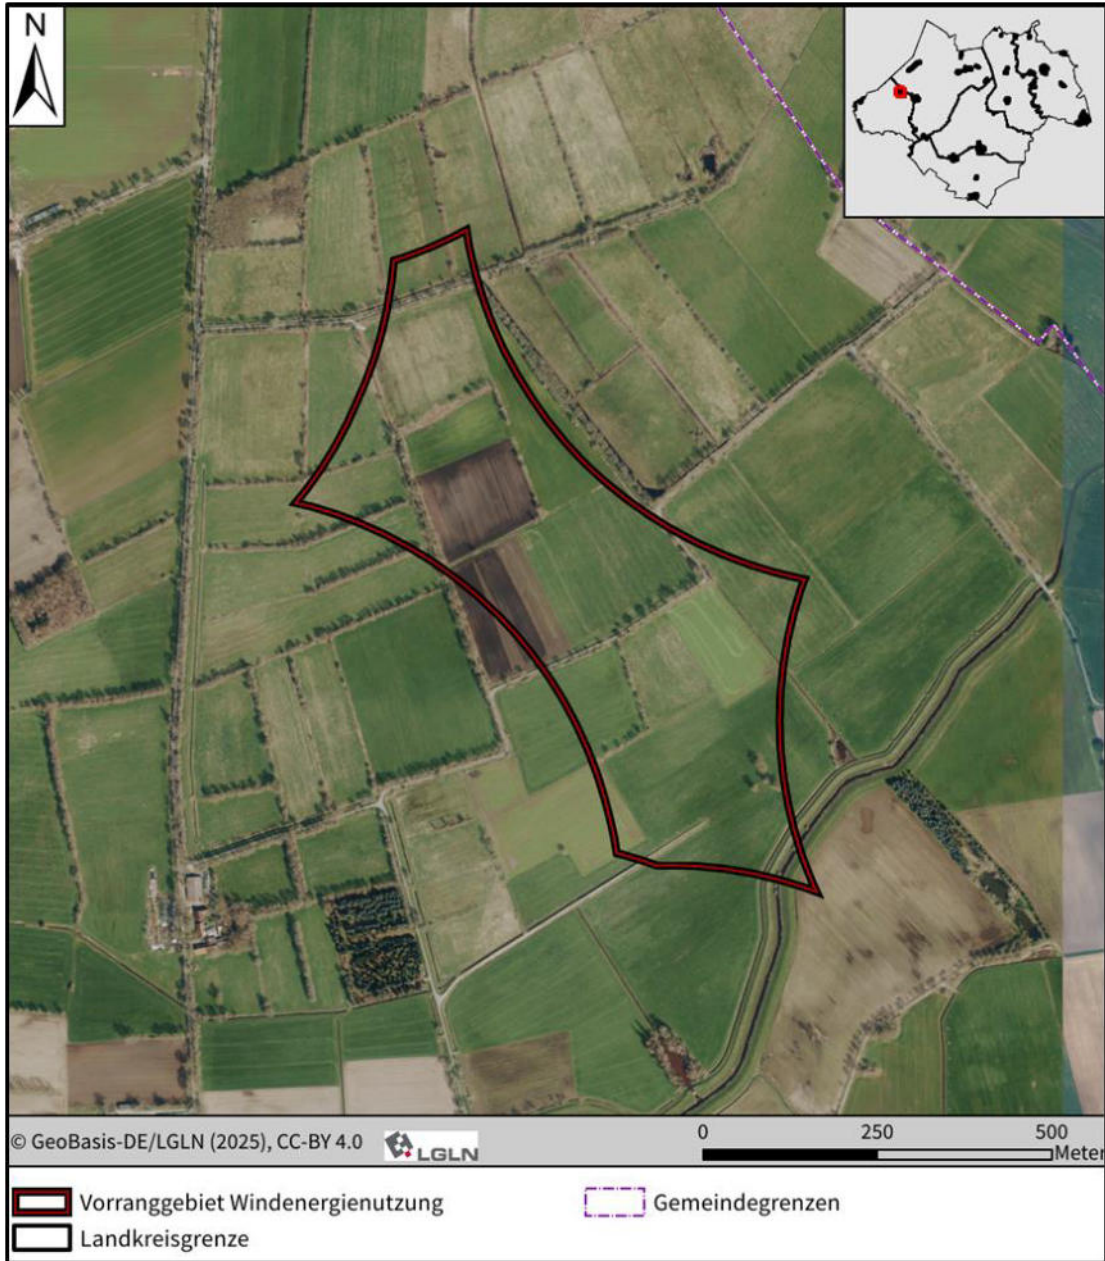 N
© GeoBasis-DE/LGLN (2025), CC-BY 4.0
LGLN
0 250 500
Meter
Vorranggebiet Windenergienutzung
Gemeindegrenzen
Landkreisgrenze